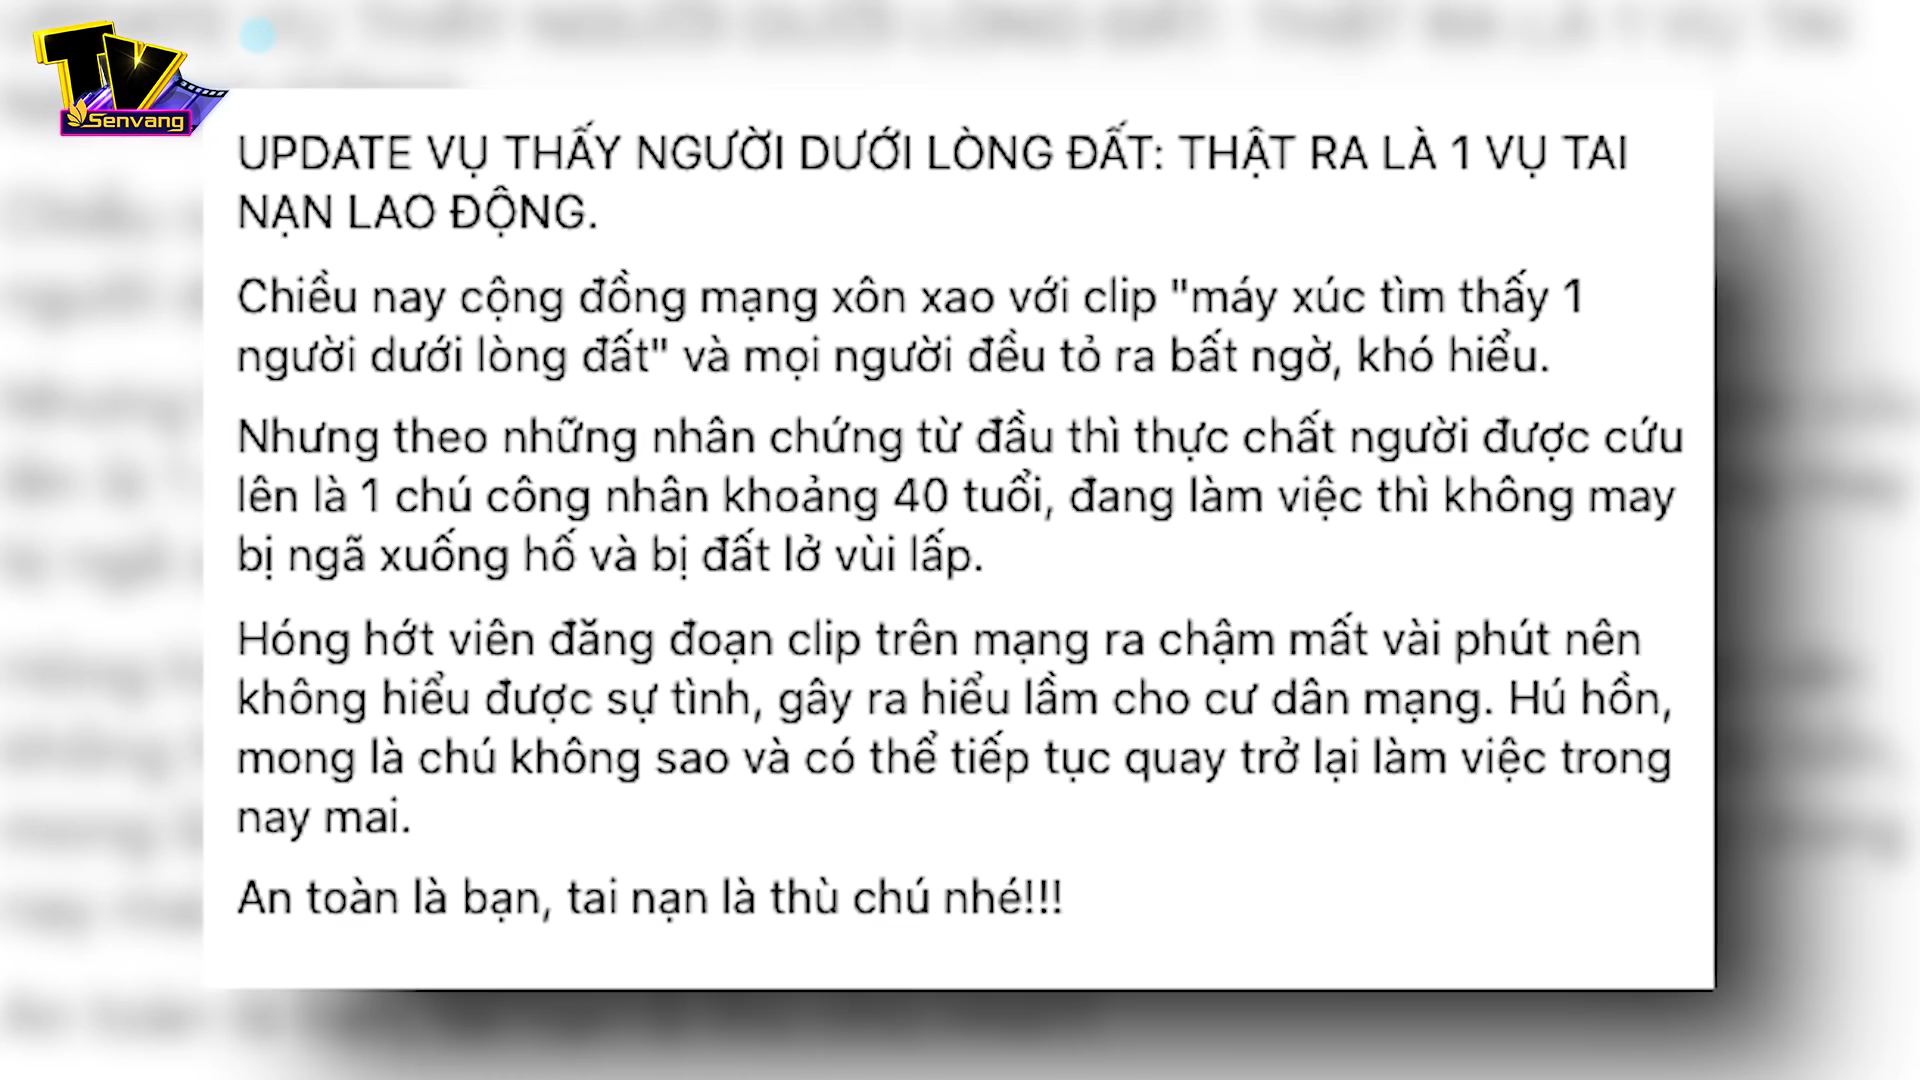 TV
Senvang
UPDATE VỤ THẤY NGƯỜI DƯỚI LÒNG ĐẤT: THẬT RA LÀ 1 VỤ TAI
NẠN LAO ĐỘNG.
Chiều nay cộng đồng mạng xôn xao với clip "máy xúc tìm thấy 1
người dưới lòng đất" và mọi người đều tỏ ra bất ngờ, khó hiểu.
Nhưng theo những nhân chứng từ đầu thì thực chất người được cứu
lên là 1 chú công nhân khoảng 40 tuổi, đang làm việc thì không may
bị ngã xuống hố và bị đất lở vùi lấp.
Hóng hớt viên đăng đoạn clip trên mạng ra chậm mất vài phút nên
không hiểu được sự tình, gây ra hiểu lầm cho cư dân mạng. Hú hồn,
mong là chú không sao và có thể tiếp tục quay trở lại làm việc trong
nay mai.
An toàn là bạn, tai nạn là thù chú nhé!!!